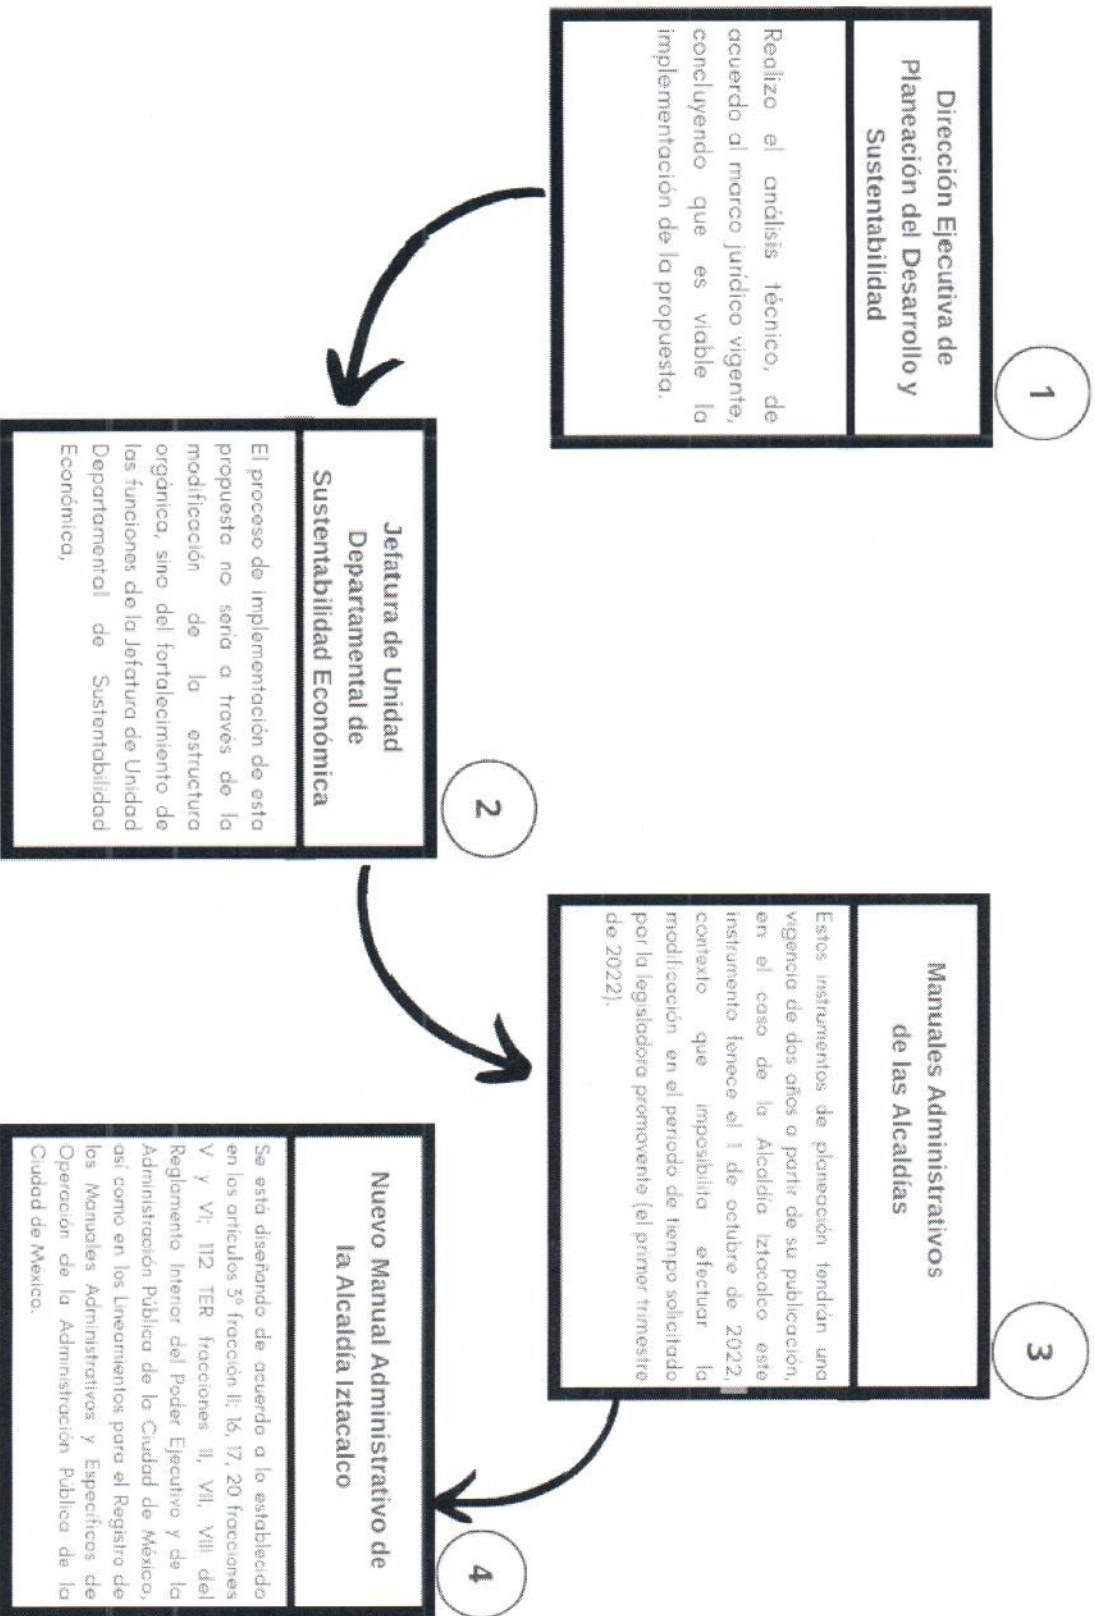 1
Dirección Ejecutiva de
Planeación del Desarrollo y
Sustentabilidad
Realizo el análisis técnico, de
acuerdo al marco jurídico vigente,
concluyendo que es viable la
implementación de la propuesta.
2
Jefatura de Unidad
Departamental de
Sustentabilidad Económica
El proceso de implementación de esta
propuesta no seria a través de la
modificación de la estructura
orgánica, sino del fortalecimiento de
las funciones de la Jefatura de Unidad
Departamental de Sustentabilidad
Económica,
3
Manuales Administrativos
de las Alcaldías
Estos instrumentos de planeación tendrán una
vigencia de dos años a partir de su publicación,
en el caso de la Alcaldía Iztacalco este
instrumento fenece el 1 de octubre de 2022,
contexto que imposibilita efectuar la
modificación en el periodo de tiempo solicitado
por la legisladora promovente (el primer trimestre
de 2022).
4
Nuevo Manual Administrativo de
la Alcaldía Iztacalco
Se está diseñando de acuerdo a lo establecido
en los artículos 3° fracción II; 16, 17, 20 fracciones
V y VI; 112 TER fracciones II, VII, VIII del
Reglamento Interior del Poder Ejecutivo y de la
Administración Pública de la Ciudad de México,
así como en los Lineamientos para el Registro de
los Manuales Administrativos y Específicos de
Operación de la Administración Pública de la
Ciudad de México.